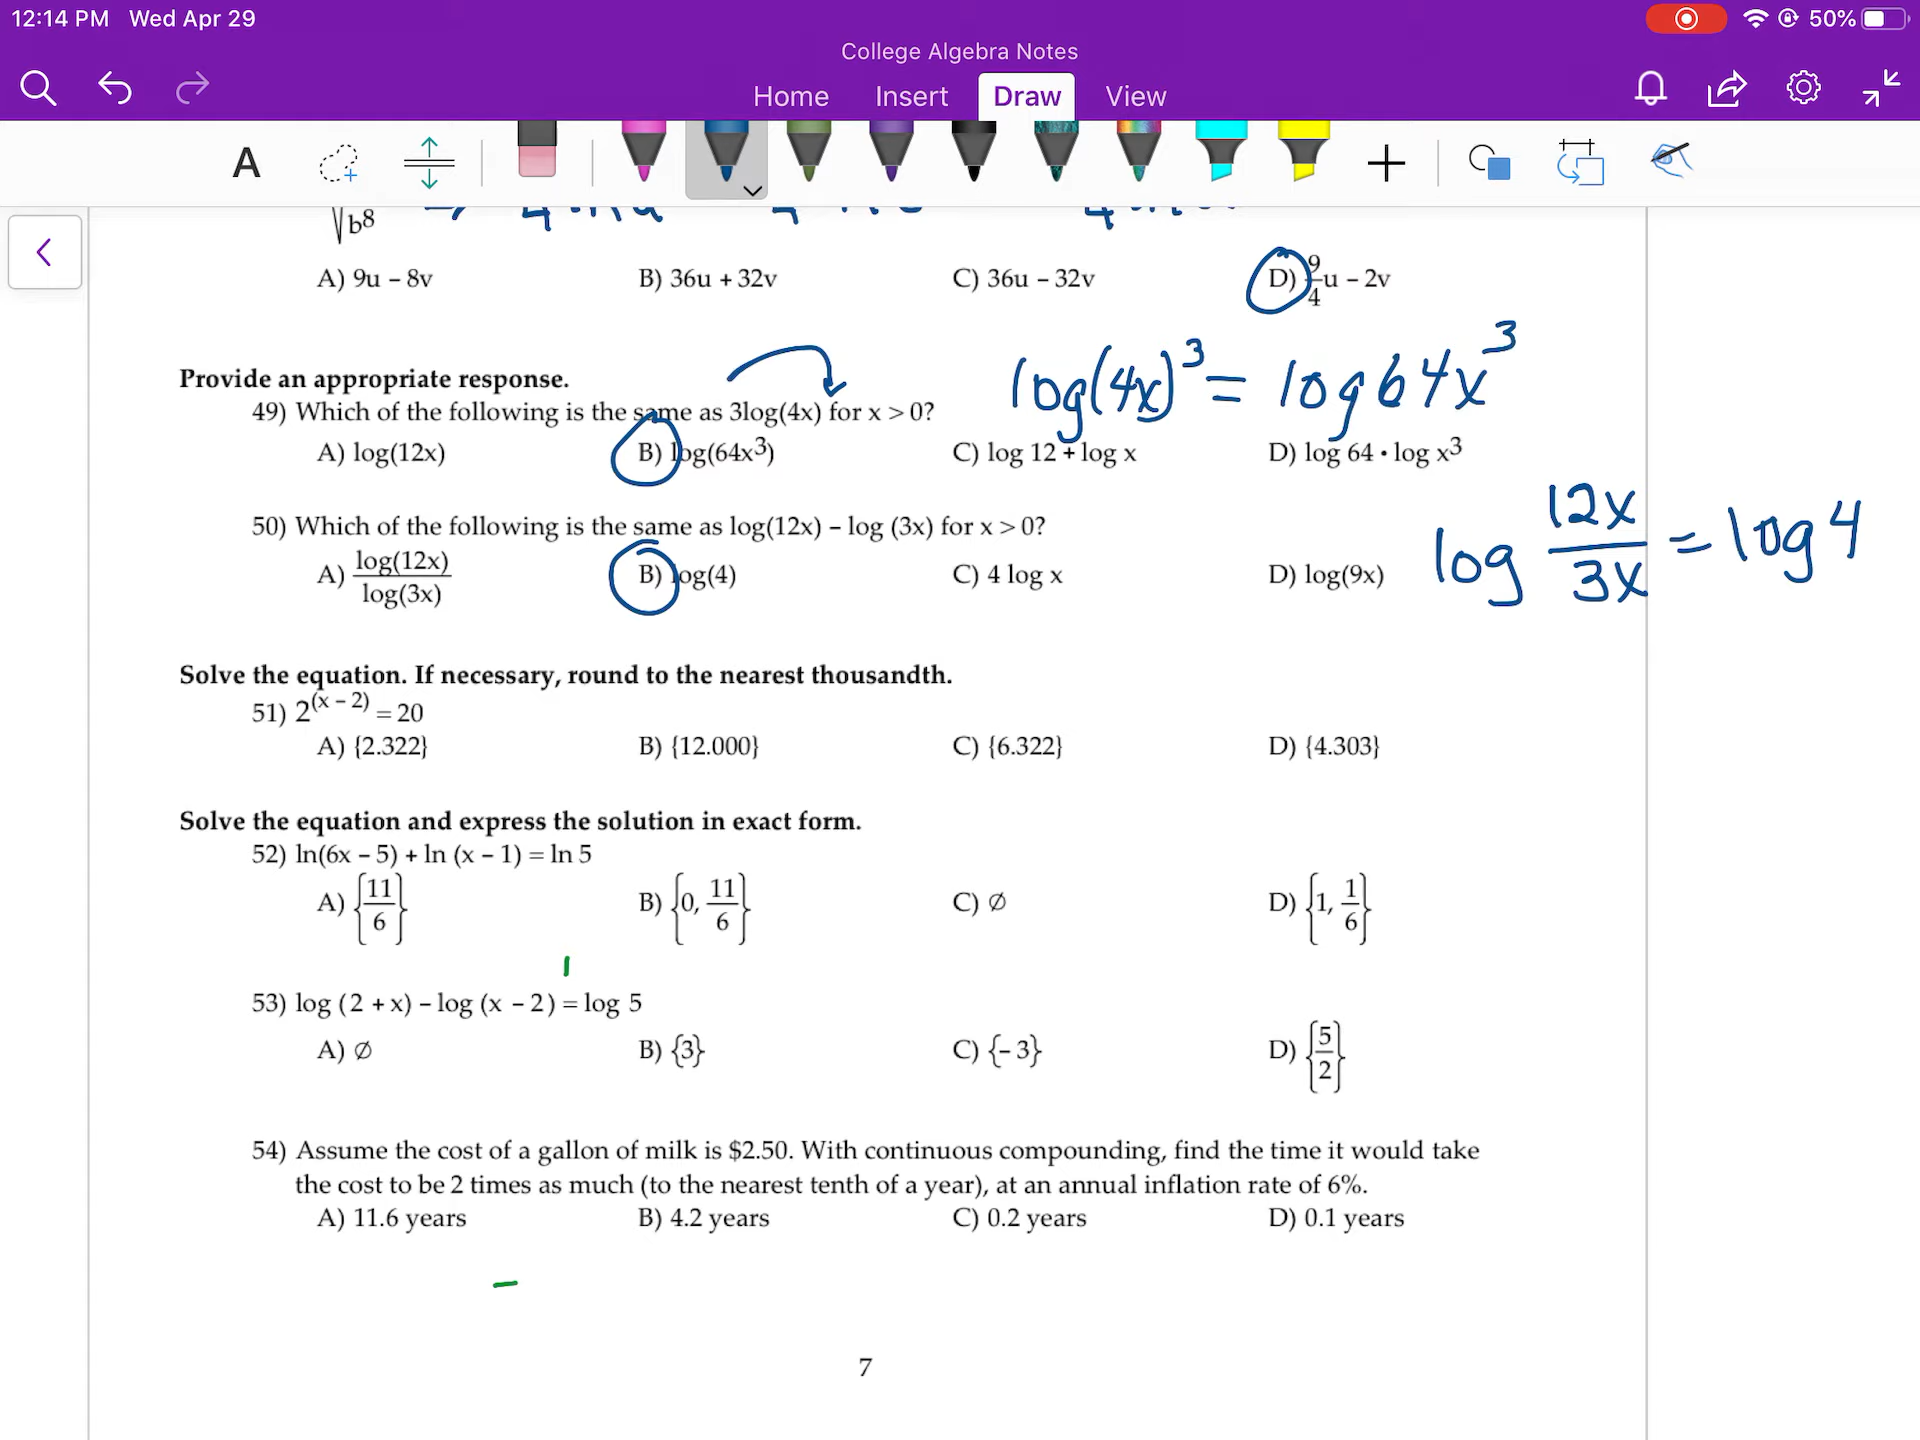 12:14 PM Wed Apr 29
50%
College Algebra Notes
Home Insert Draw View
A
√b⁸
A) 9u – 8v B) 36u + 32v C) 36u – 32v D) 9/4 u – 2v
log(4x)³ = log 64x³
Provide an appropriate response.
49) Which of the following is the same as 3log(4x) for x > 0?
A) log(12x) B) log(64x³) C) log 12 + log x D) log 64 • log x³
50) Which of the following is the same as log(12x) – log (3x) for x > 0?
log 12x/3x = log 4
A) log(12x)/log(3x) B) log(4) C) 4 log x D) log(9x)
Solve the equation. If necessary, round to the nearest thousandth.
51) 2^(x – 2) = 20
A) {2.322} B) {12.000} C) {6.322} D) {4.303}
Solve the equation and express the solution in exact form.
52) ln(6x – 5) + ln (x – 1) = ln 5
A) {11/6} B) {0, 11/6} C) ∅ D) {1, 1/6}
53) log (2 + x) – log (x – 2) = log 5
A) ∅ B) {3} C) {– 3} D) {5/2}
54) Assume the cost of a gallon of milk is $2.50. With continuous compounding, find the time it would take
the cost to be 2 times as much (to the nearest tenth of a year), at an annual inflation rate of 6%.
A) 11.6 years B) 4.2 years C) 0.2 years D) 0.1 years
7